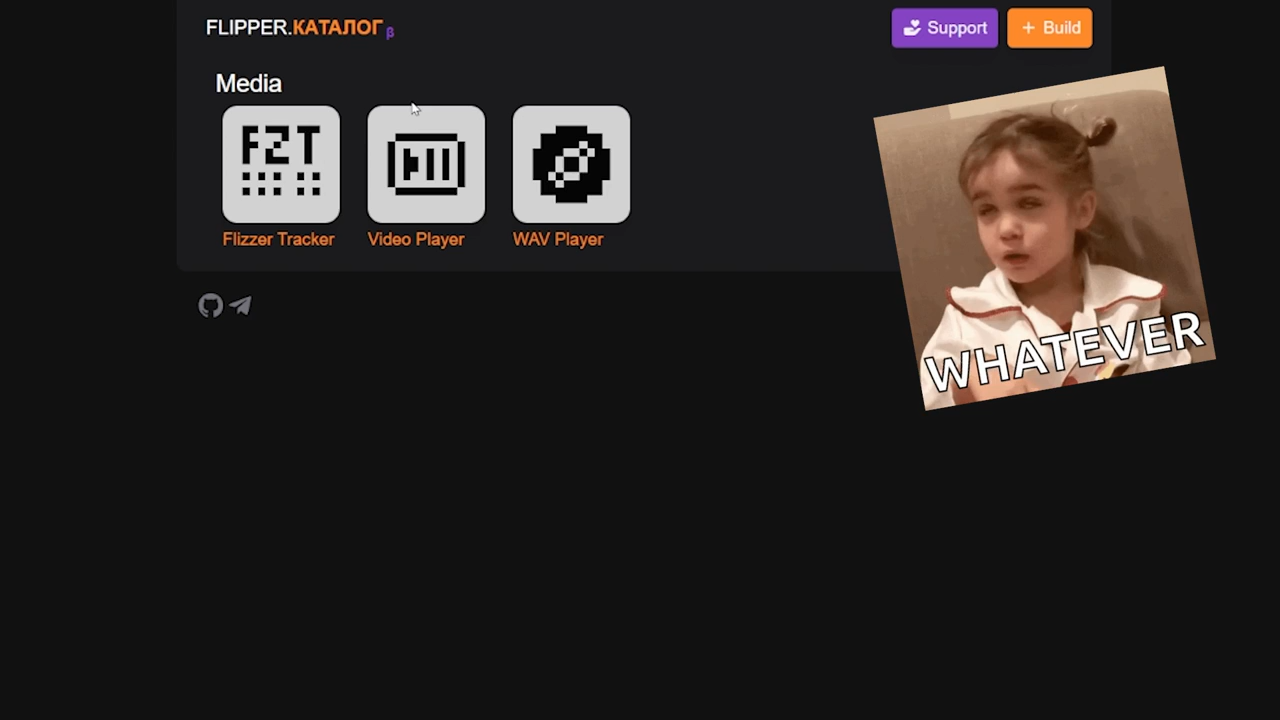 FLIPPER.КАТАЛОГ β
Support
Build
Media
FZT
Flizzer Tracker
Video Player
WAV Player
WHATEVER